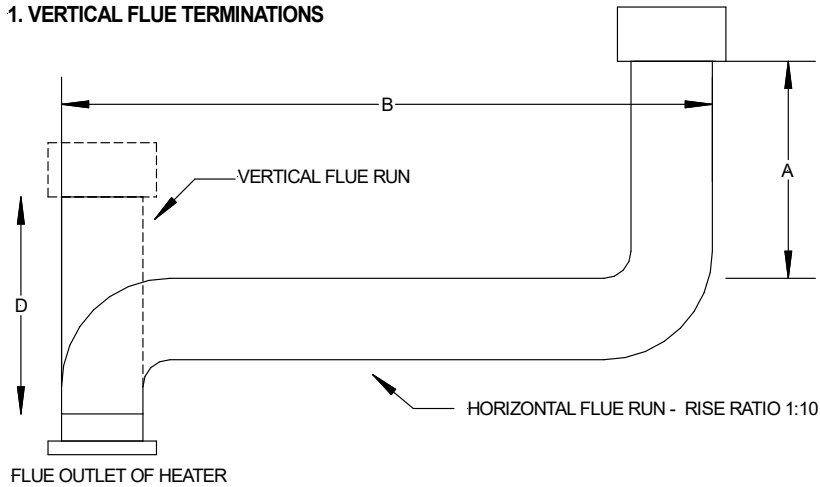 1. VERTICAL FLUE TERMINATIONS
B
A
VERTICAL FLUE RUN
D
HORIZONTAL FLUE RUN - RISE RATIO 1:10
FLUE OUTLET OF HEATER